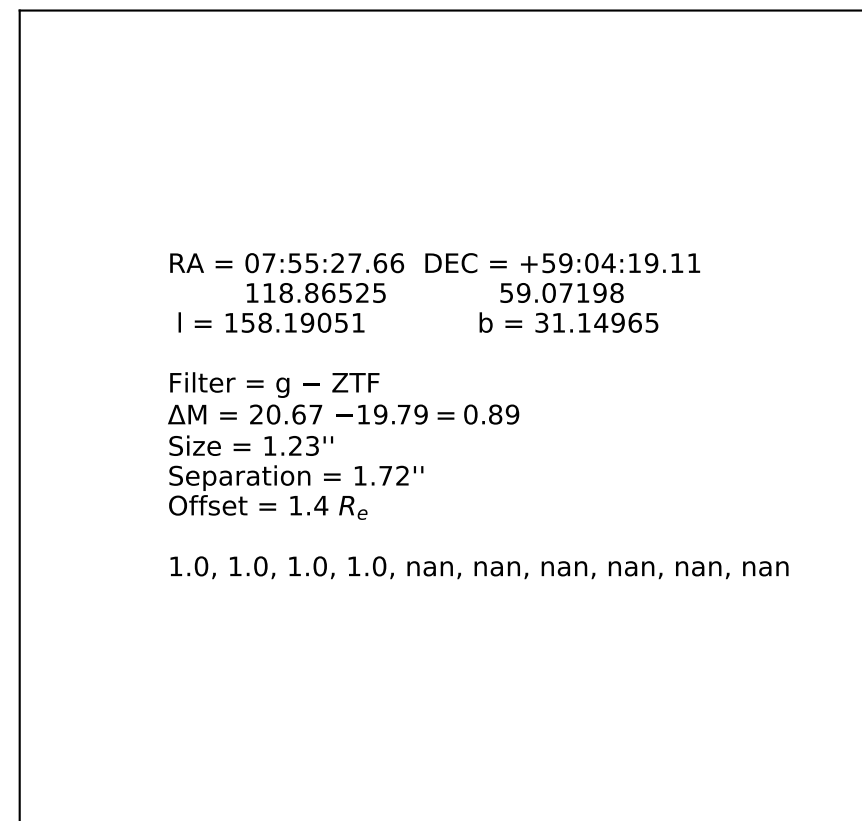 RA = 07:55:27.66 DEC = +59:04:19.11
118.86525 59.07198
l = 158.19051 b = 31.14965
Filter = g − ZTF
ΔM = 20.67 −19.79 = 0.89
Size = 1.23''
Separation = 1.72''
Offset = 1.4 Re
1.0, 1.0, 1.0, 1.0, nan, nan, nan, nan, nan, nan